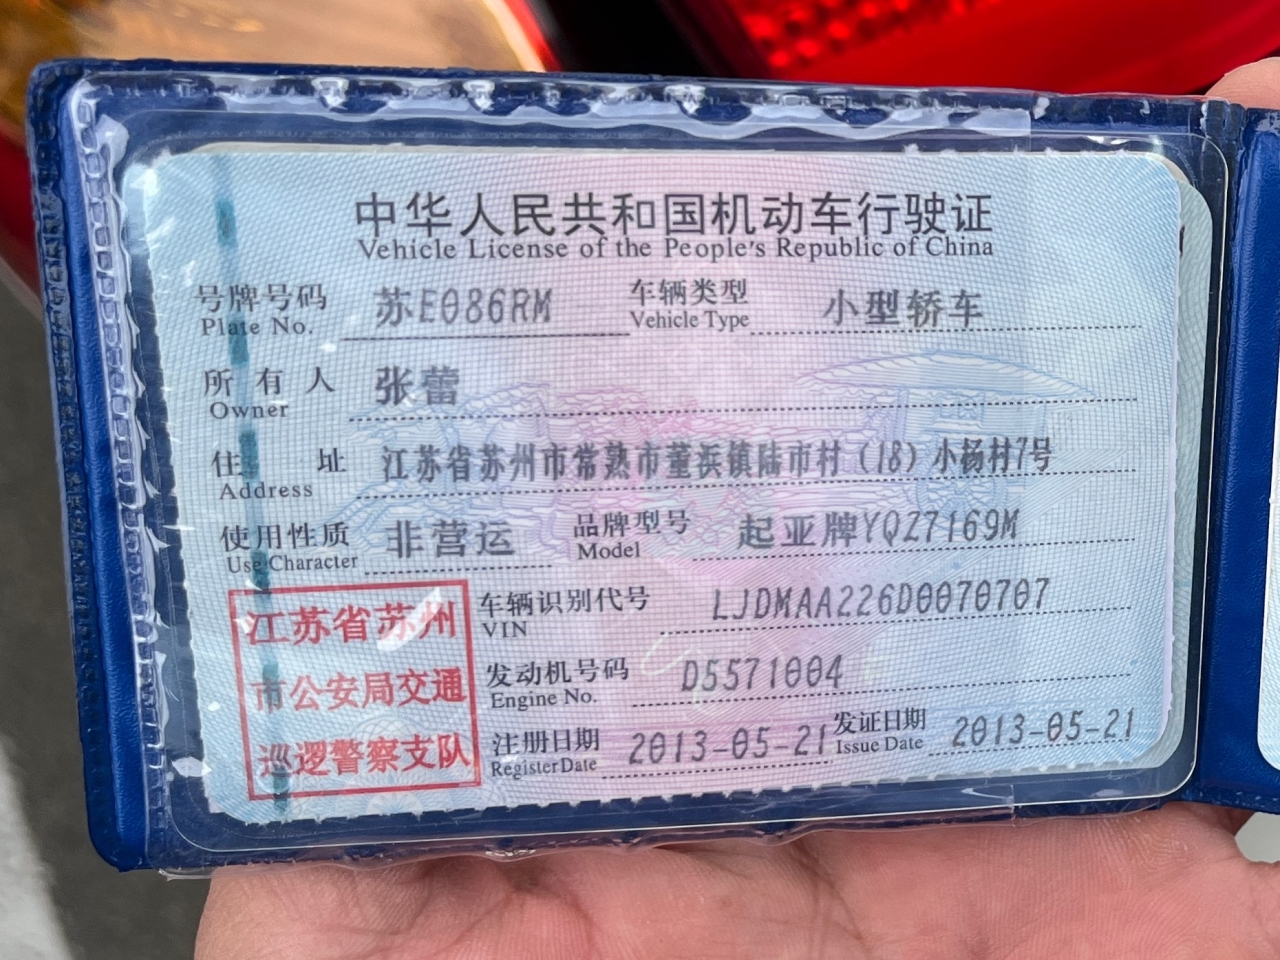 中华人民共和国机动车行驶证
Vehicle License of the People's Republic of China
号牌号码 苏E086RM 车辆类型 小型轿车
Plate No. Vehicle Type
所有人 张蕾
Owner
住址 江苏省苏州市常熟市董浜镇陆市村（18）小杨村7号
Address
使用性质 非营运 品牌型号 起亚牌YQZ7169M
Use Character Model
江苏省苏州
市公安局交通
巡逻警察支队
车辆识别代号 LJDMAA226D0070707
VIN
发动机号码 D5571004
Engine No.
注册日期 2013-05-21 发证日期 2013-05-21
Register Date Issue Date